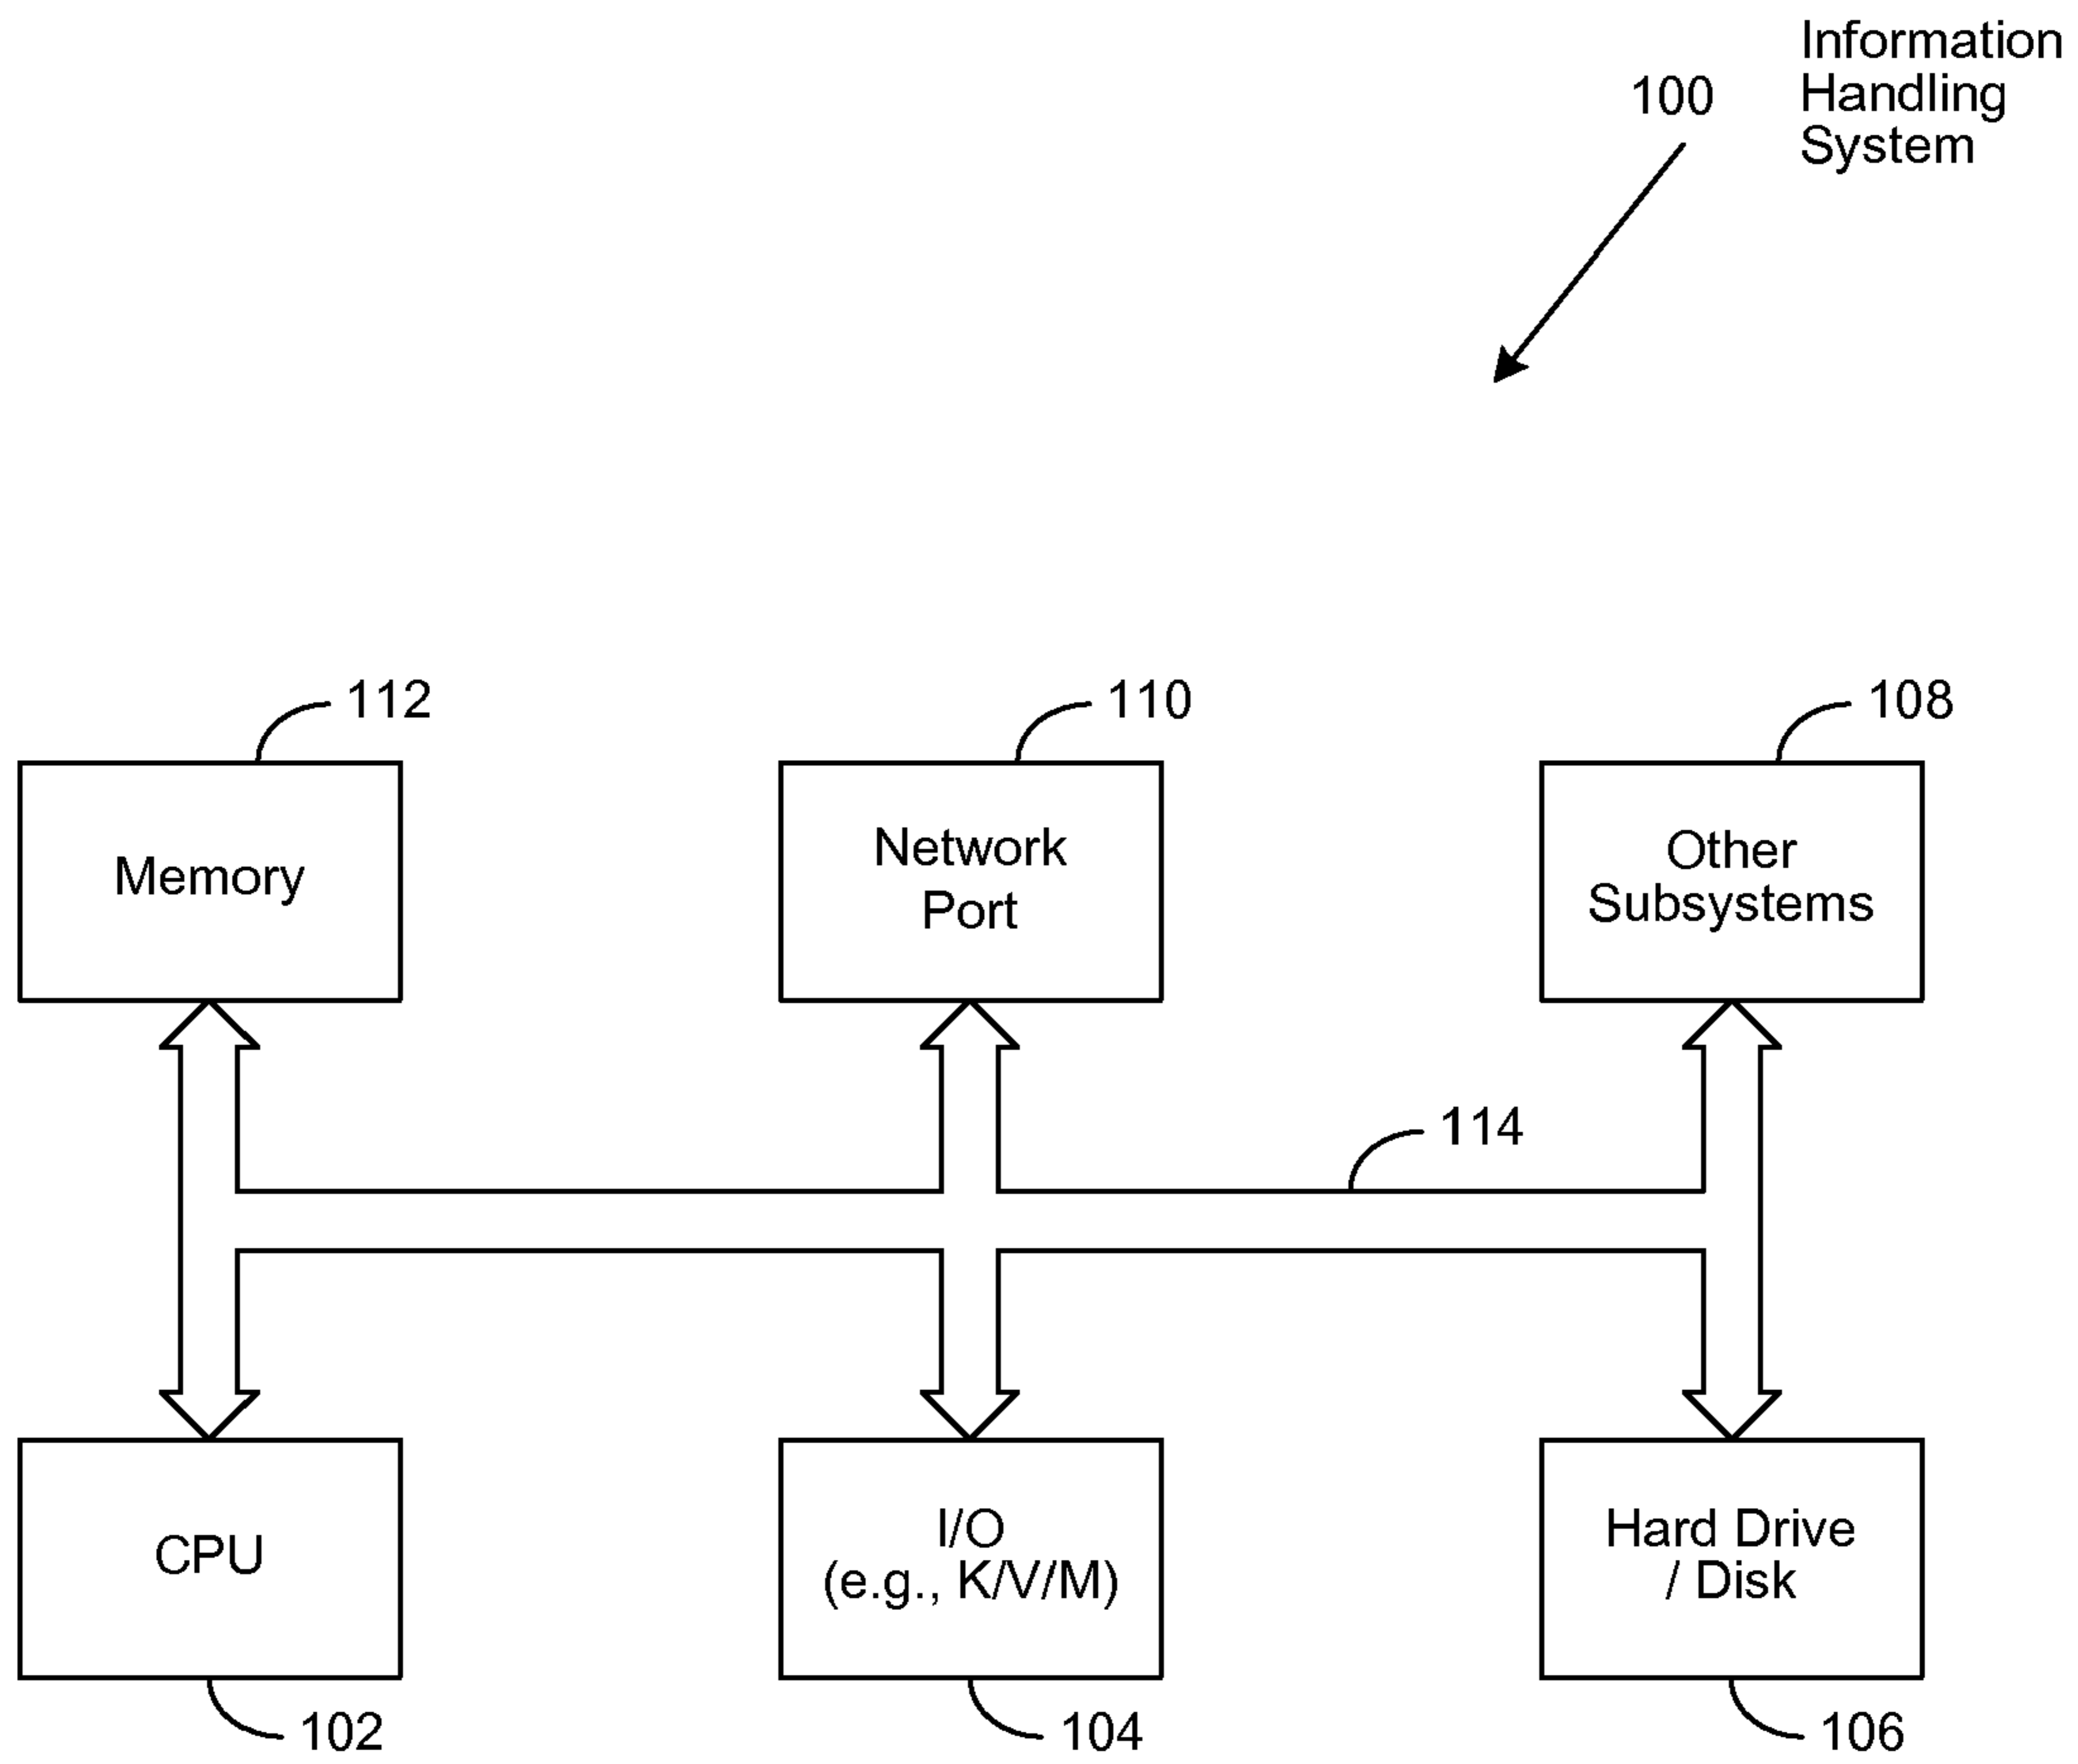 Information
100
Handling
System
112
110
108
Memory
Network
Port
Other
Subsystems
114
CPU
I/O
(e.g., K/V/M)
Hard Drive
/ Disk
102
104
106